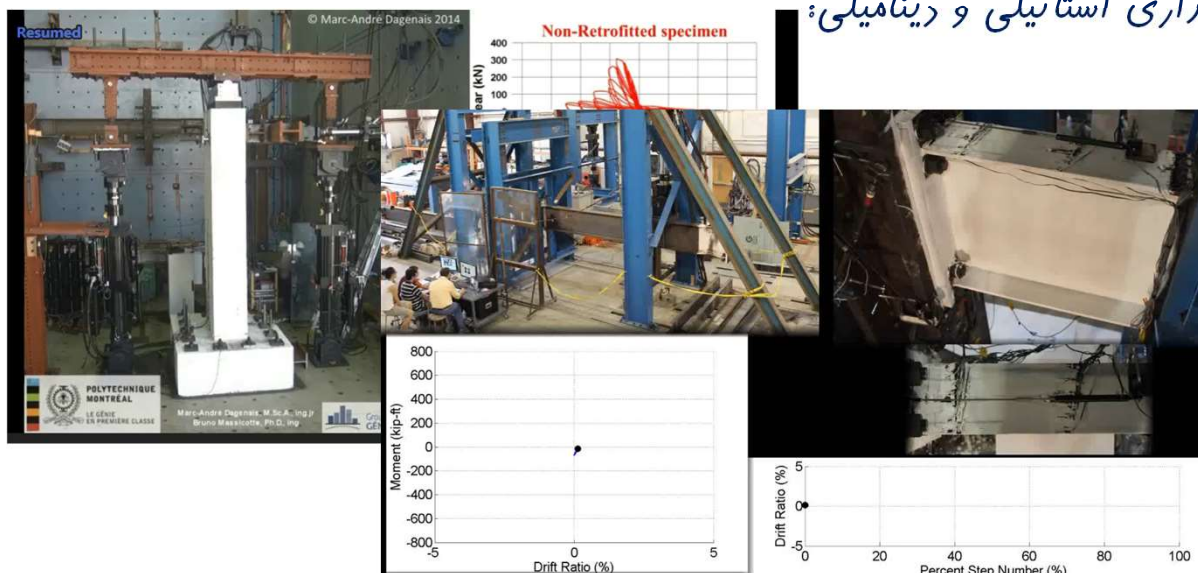 © Marc-André Dagenais 2014
Resumed
Non-Retrofitted specimen
400
300
200
100
(kN)
POLYTECHNIQUE
MONTRÉAL
LE GÉNIE
EN PREMIÈRE CLASSE
Marc-André Dagenais, M.Sc.A., ing.jr
Bruno Massicotte, Ph.D., ing
استاتیکی و دینامیکی:
800
600
400
200
0
-200
-400
-600
-800
Moment (kip-ft)
-5 0 5
Drift Ratio (%)
5
0
-5
Drift Ratio (%)
0 20 40 60 80 100
Percent Step Number (%)